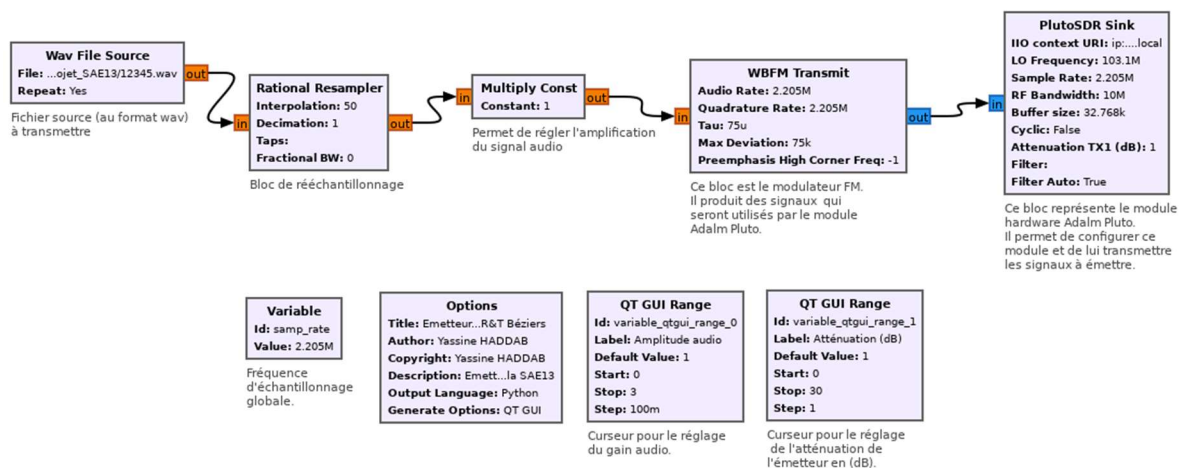 Wav File Source
File: ...ojet_SAE13/12345.wav
Repeat: Yes
out
Fichier source (au format wav)
à transmettre
in
Rational Resampler
Interpolation: 50
Decimation: 1
Taps:
Fractional BW: 0
out
Bloc de rééchantillonnage
in
Multiply Const
Constant: 1
out
Permet de régler l'amplification
du signal audio
in
WBFM Transmit
Audio Rate: 2.205M
Quadrature Rate: 2.205M
Tau: 75u
Max Deviation: 75k
Preemphasis High Corner Freq: -1
out
Ce bloc est le modulateur FM.
Il produit des signaux qui
seront utilisés par le module
Adalm Pluto.
in
PlutoSDR Sink
IIO context URI: ip:....local
LO Frequency: 103.1M
Sample Rate: 2.205M
RF Bandwidth: 10M
Buffer size: 32.768k
Cyclic: False
Attenuation TX1 (dB): 1
Filter:
Filter Auto: True
Ce bloc représente le module
hardware Adalm Pluto.
Il permet de configurer ce
module et de lui transmettre
les signaux à émettre.
Variable
Id: samp_rate
Value: 2.205M
Fréquence
d'échantillonnage
globale.
Options
Title: Emetteur...R&T Béziers
Author: Yassine HADDAB
Copyright: Yassine HADDAB
Description: Emett...la SAE13
Output Language: Python
Generate Options: QT GUI
QT GUI Range
Id: variable_qtgui_range_0
Label: Amplitude audio
Default Value: 1
Start: 0
Stop: 3
Step: 100m
Curseur pour le réglage
du gain audio.
QT GUI Range
Id: variable_qtgui_range_1
Label: Atténuation (dB)
Default Value: 1
Start: 0
Stop: 30
Step: 1
Curseur pour le réglage
de l'atténuation de
l'émetteur en (dB).